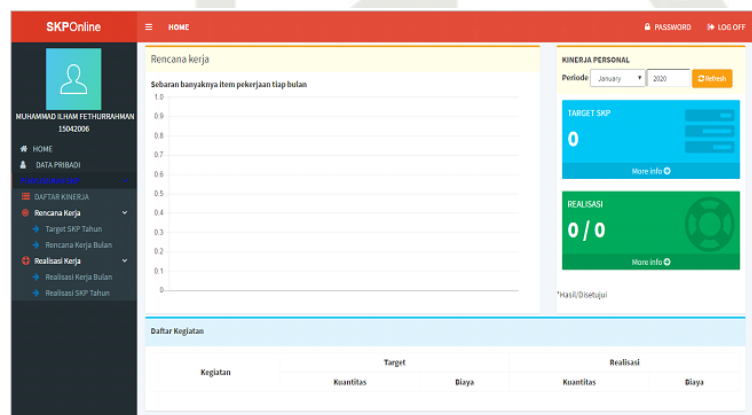 SKPOnline
HOME
PASSWORD
LOG OFF
MUHAMMAD ILHAM FETHURRAHMAN
15042006
HOME
DATA PRIBADI
DAFTAR KINERJA
Rencana Kerja
Target SKP Tahun
Rencana Kerja Bulan
Realisasi Kerja
Realisasi Kerja Bulan
Realisasi SKP Tahun
Rencana kerja
Sebaran banyaknya item pekerjaan tiap bulan
1.0
0.9
0.8
0.7
0.6
0.5
0.4
0.3
0.2
0.1
0
KINERJA PERSONAL
Periode January 2020 Refresh
TARGET SKP
0
More info
REALISASI
0 / 0
More info
*Hasil/Disetujui
Daftar Kegiatan
Kegiatan Target Realisasi
Kuantitas Biaya Kuantitas Biaya